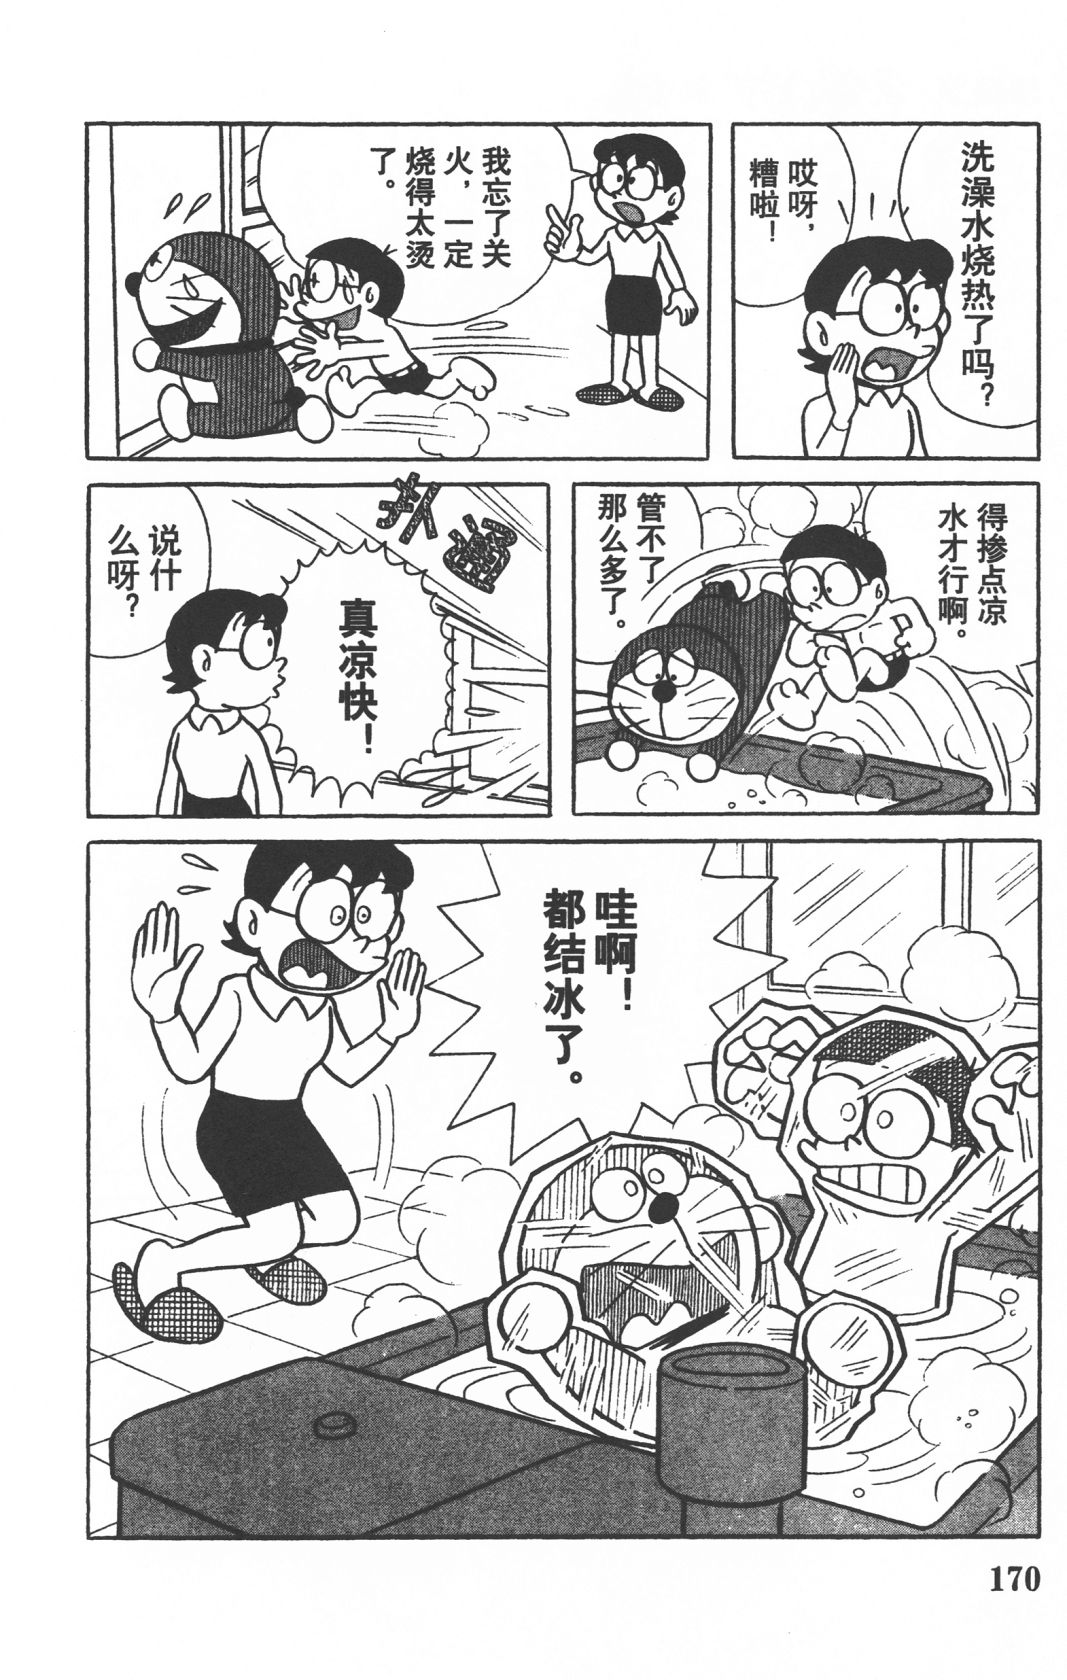 洗澡水烧热了吗？
哎呀，
糟啦！
我忘了关
火，一定
烧得太烫
了。
得掺点凉
水才行啊。
管不了
那么多了。
扑嗵
真凉快！
说什
么呀？
哇啊！
都结冰了。
170